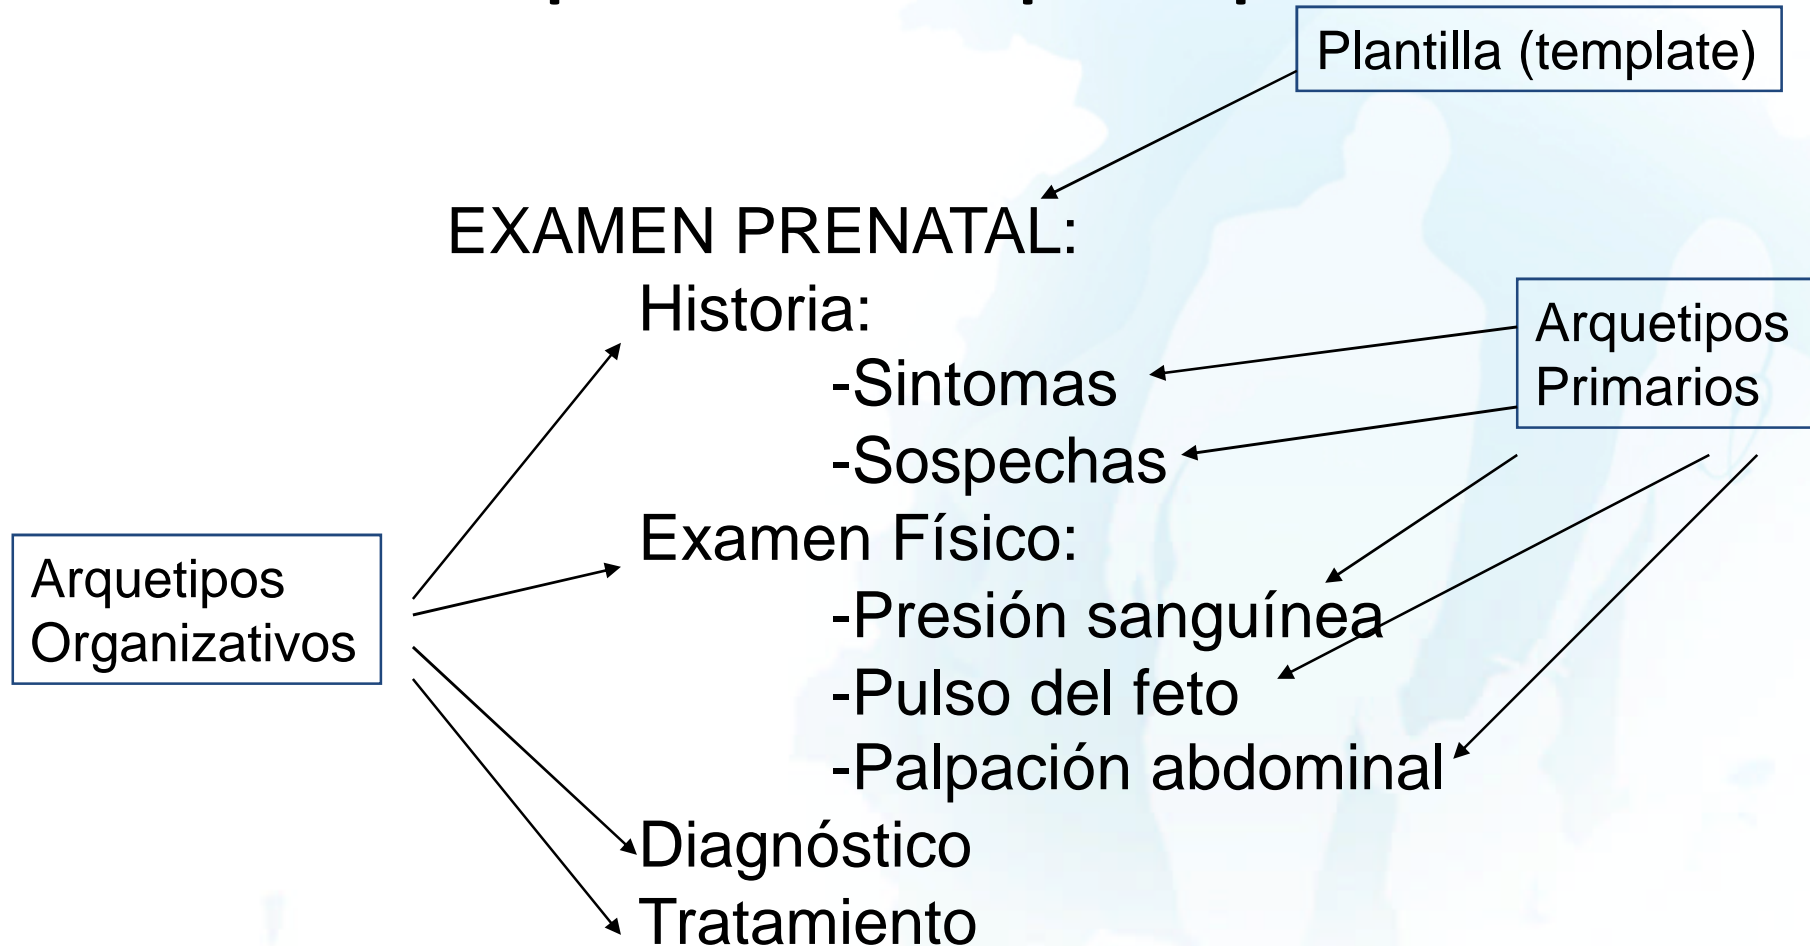 Plantilla (template)
EXAMEN PRENATAL:
Historia:
-Sintomas
-Sospechas
Examen Físico:
-Presión sanguínea
-Pulso del feto
-Palpación abdominal
Diagnóstico
Tratamiento
Arquetipos
Primarios
Arquetipos
Organizativos